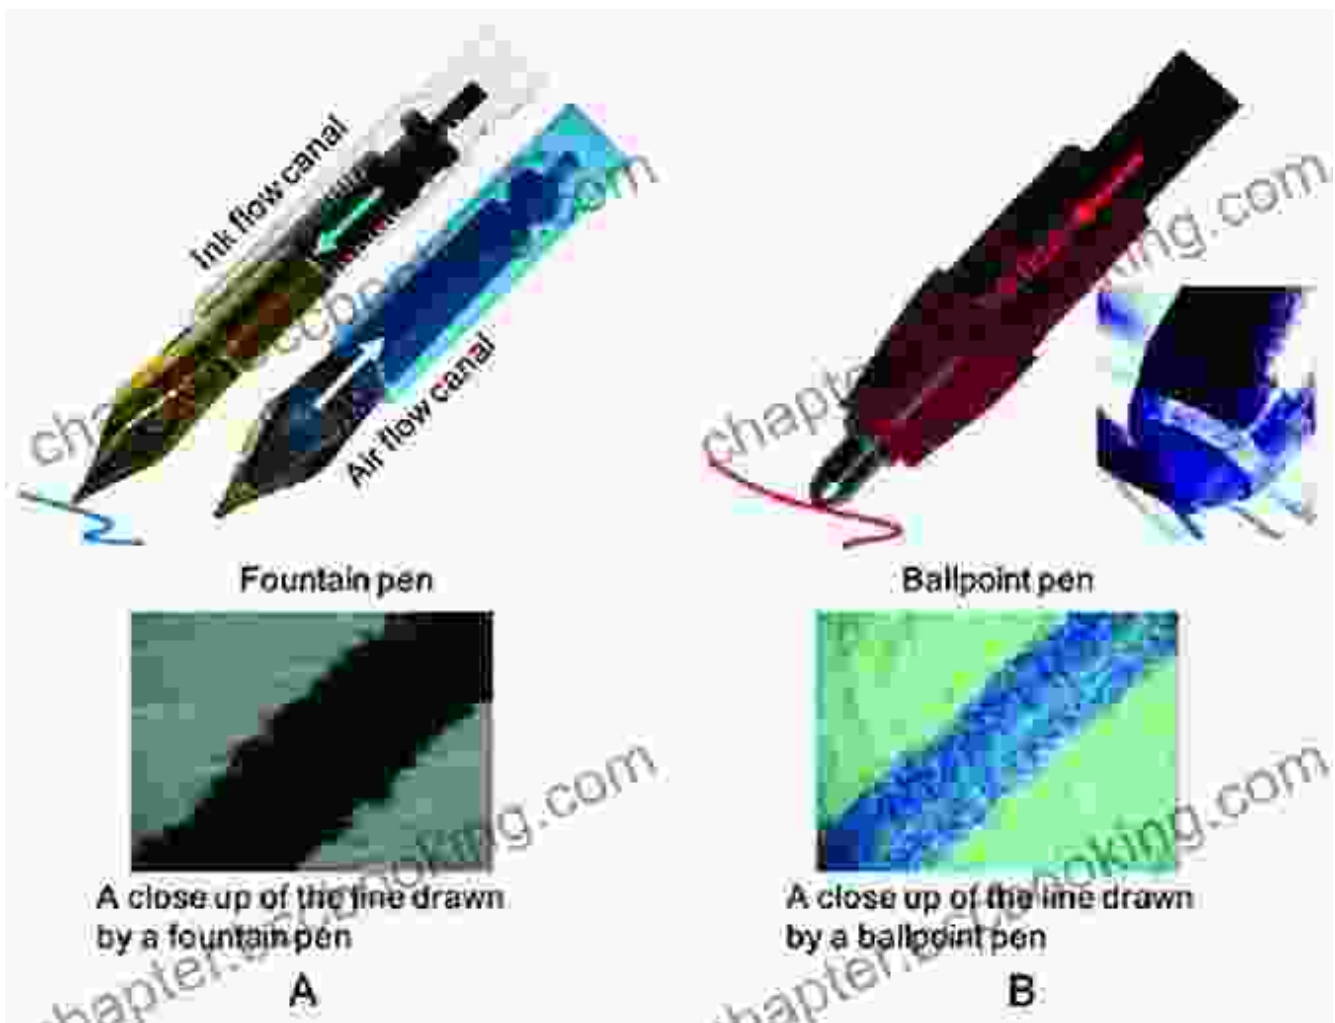 Ink flow canal
Air flow canal
Fountain pen
Ballpoint pen
A close up of the line drawn
by a fountain pen
A close up of the line drawn
by a ballpoint pen
A
B